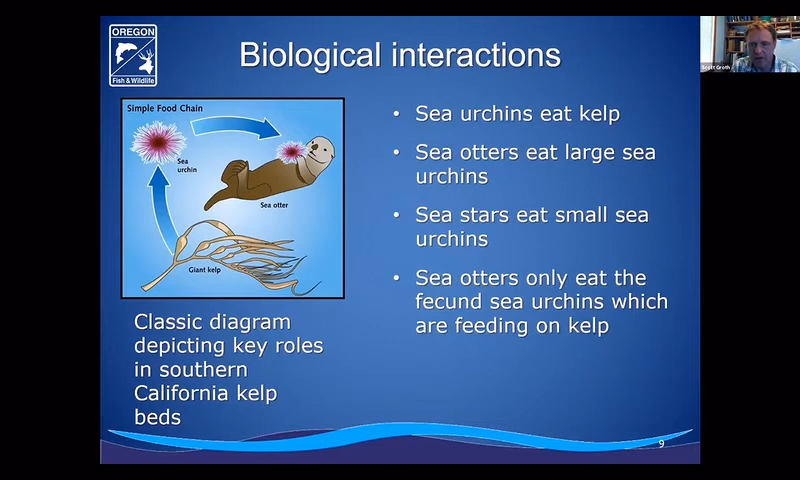 OREGON
Fish & Wildlife
Biological interactions
Scott Groth
Simple Food Chain
Sea
urchin
Sea otter
Giant kelp
Classic diagram
depicting key roles
in southern
California kelp
beds
• Sea urchins eat kelp
• Sea otters eat large sea
urchins
• Sea stars eat small sea
urchins
• Sea otters only eat the
fecund sea urchins which
are feeding on kelp
9